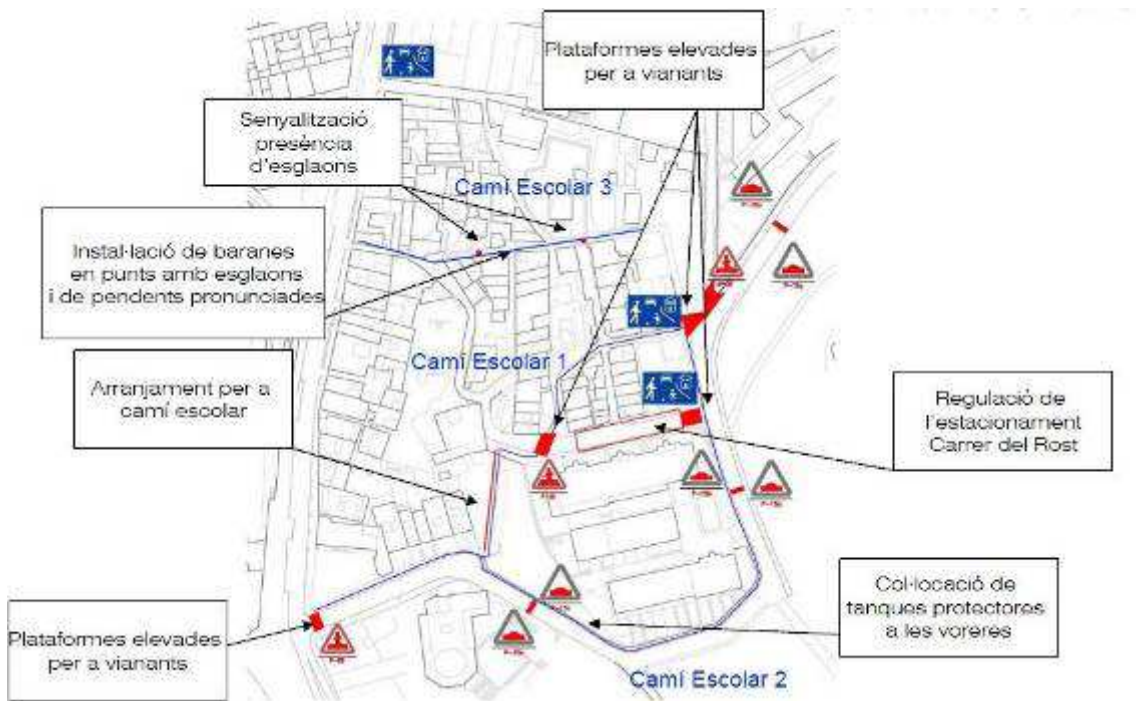 Plataformes elevades
per a vianants
Senyalització
presència
d'esglaons
Camí Escolar 3
Instal·lació de baranes
en punts amb esglaons
i de pendents pronunciades
Camí Escolar 1
Arranjament per a
camí escolar
Regulació de
l'estacionament
Carrer del Rost
Col·locació de
tanques protectores
a les voreres
Plataformes elevades
per a vianants
Camí Escolar 2